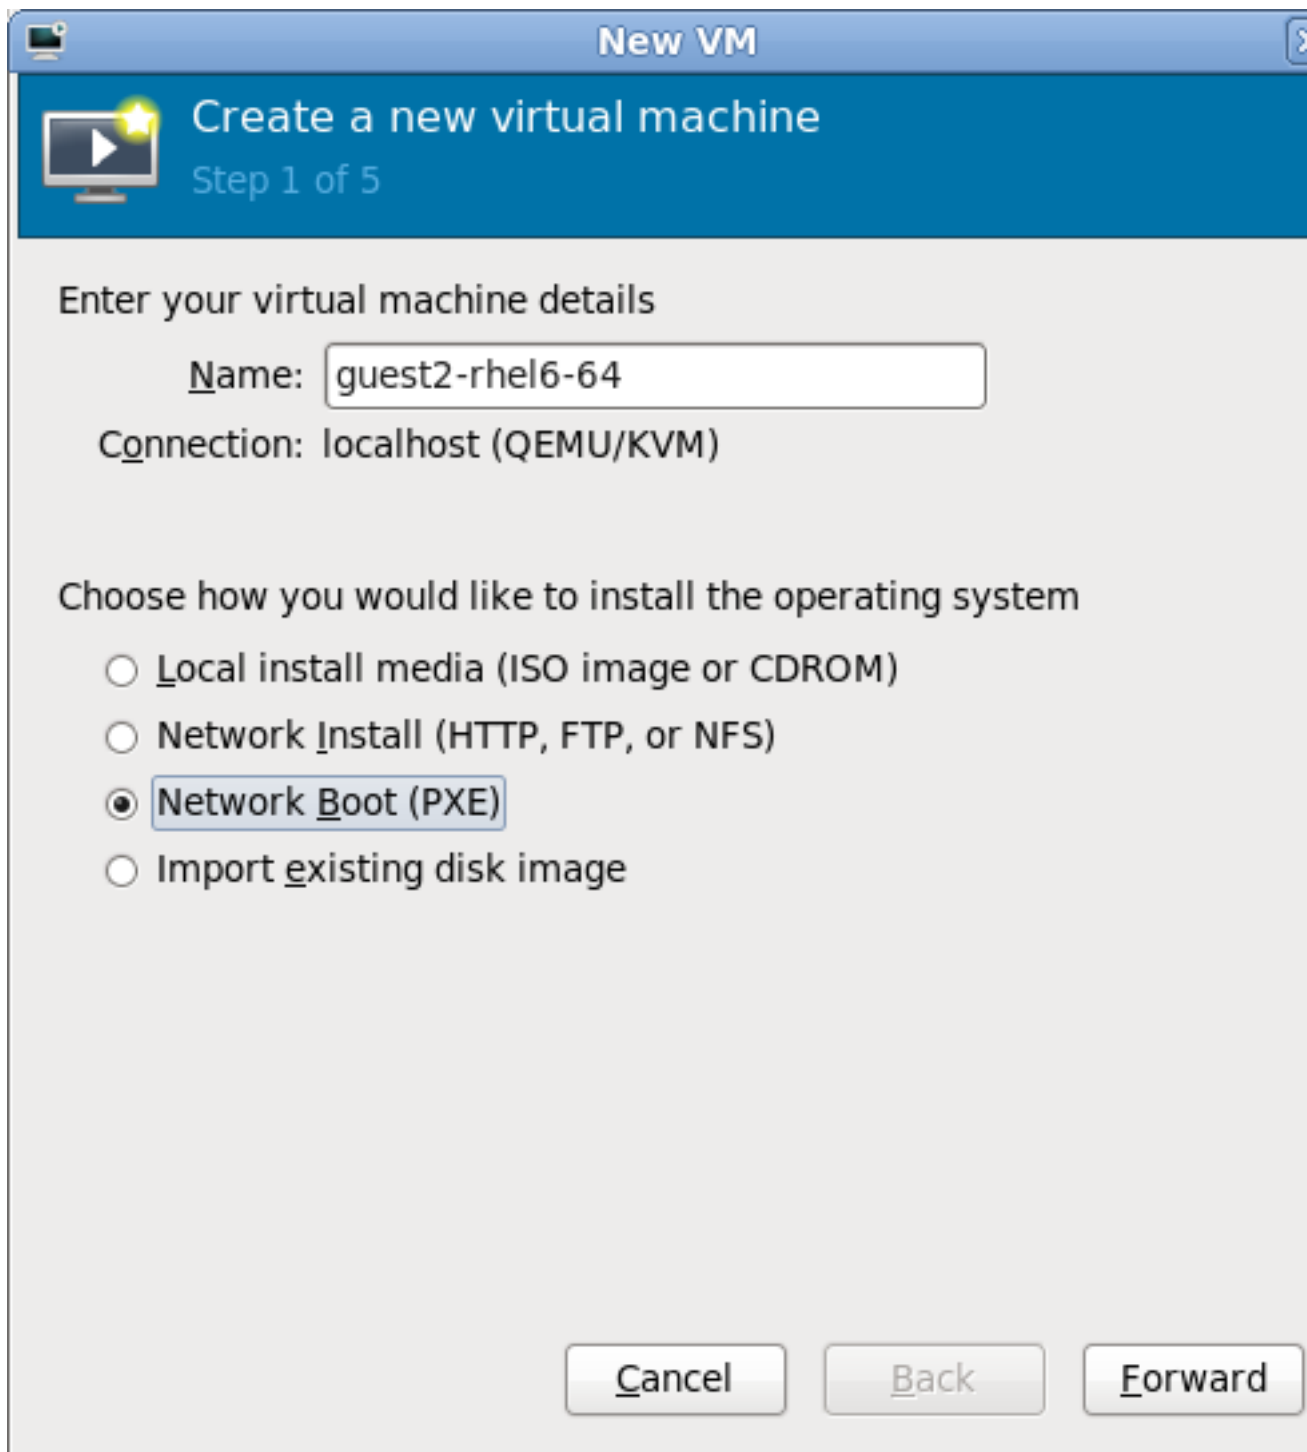 New VM
Create a new virtual machine
Step 1 of 5
Enter your virtual machine details
Name: guest2-rhel6-64
Connection: localhost (QEMU/KVM)
Choose how you would like to install the operating system
Local install media (ISO image or CDROM)
Network Install (HTTP, FTP, or NFS)
Network Boot (PXE)
Import existing disk image
Cancel Back Forward